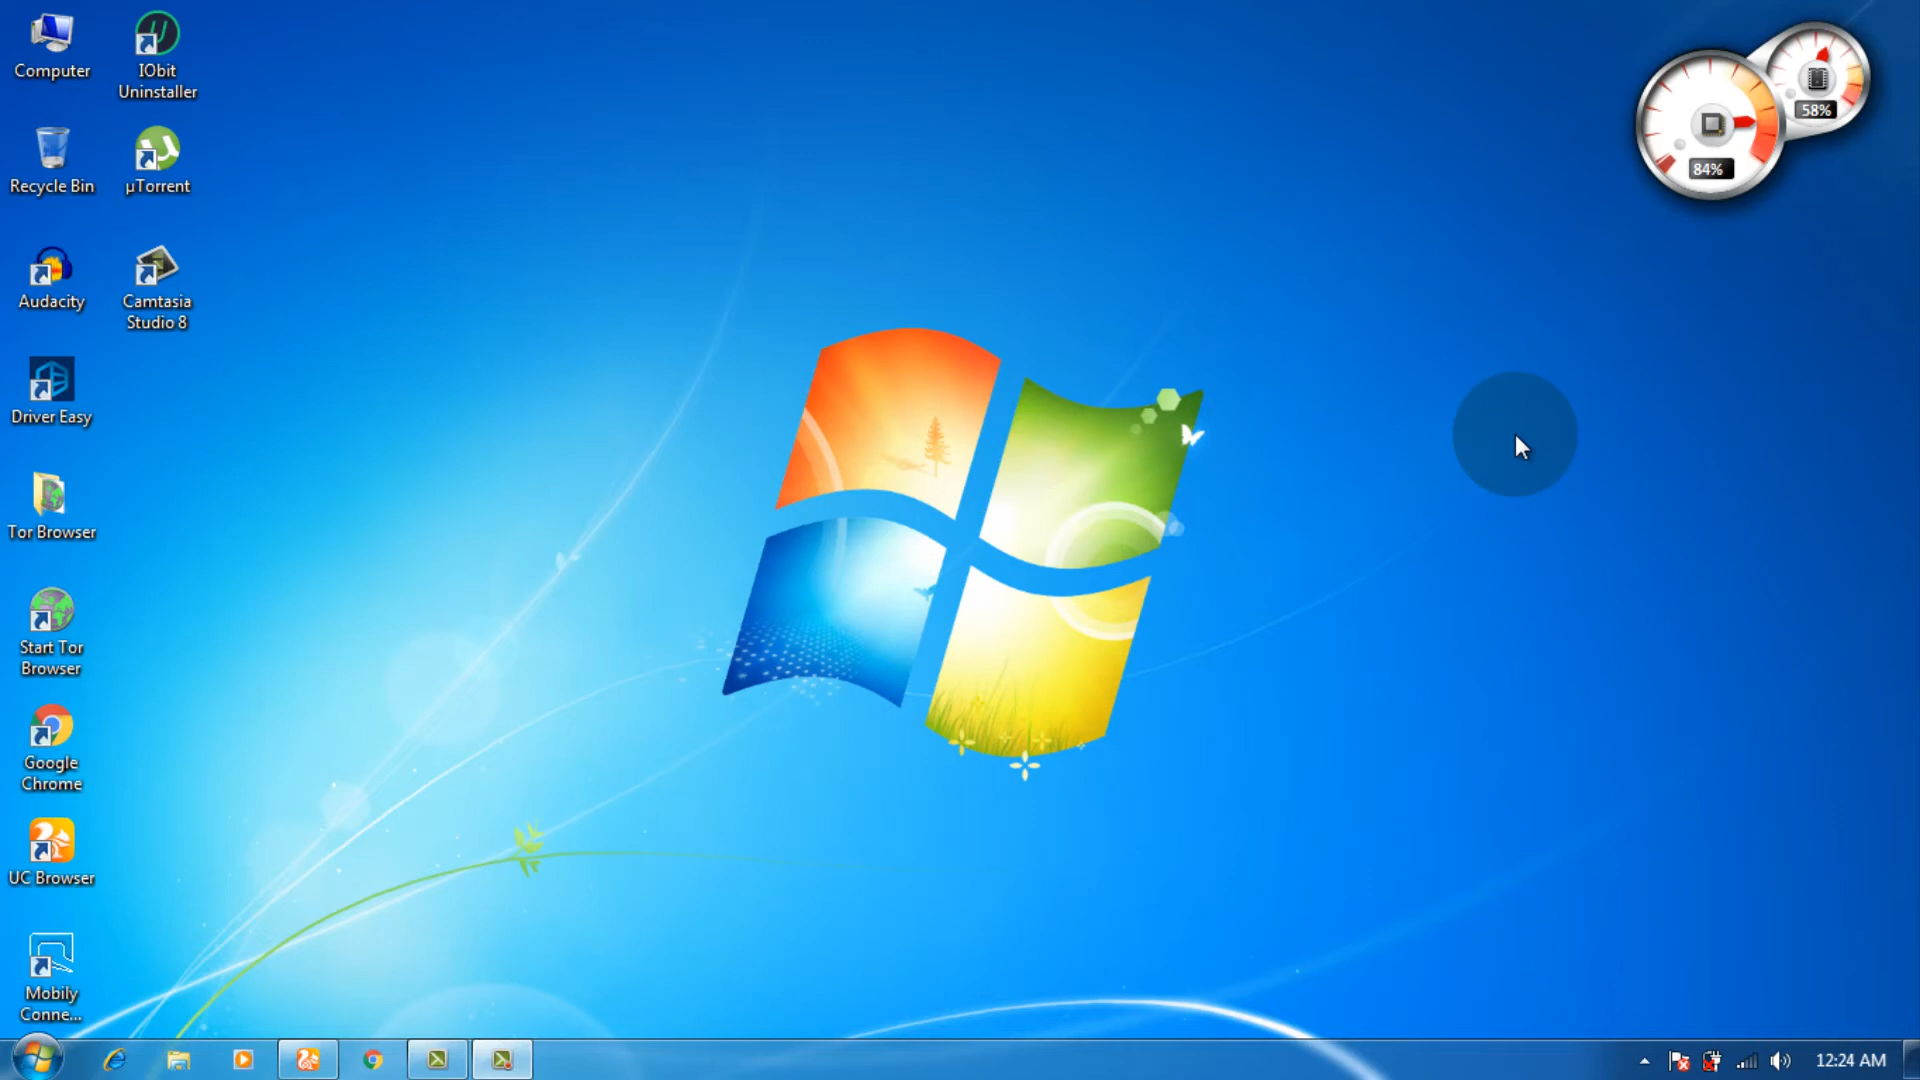 Computer
IObit
Uninstaller
Recycle Bin
µTorrent
Audacity
Camtasia
Studio 8
Driver Easy
Tor Browser
Start Tor
Browser
Google
Chrome
UC Browser
Mobily
Conne...
58%
84%
12:24 AM